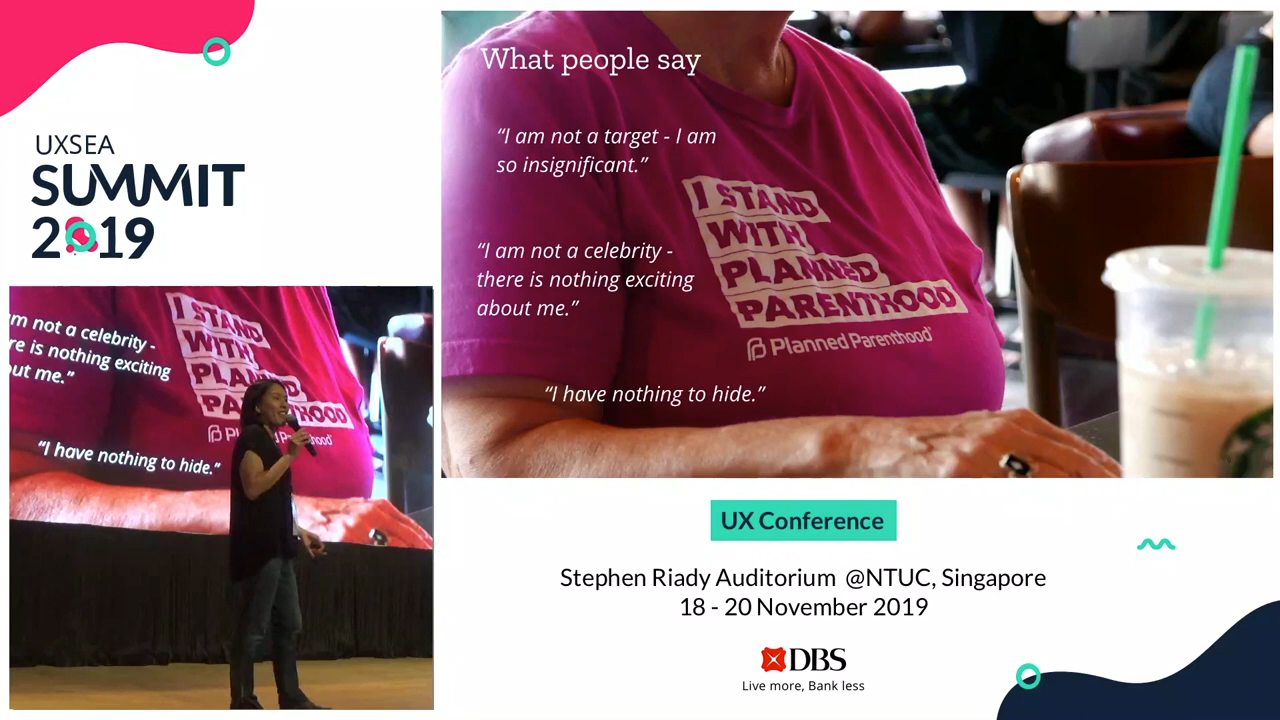 UXSEA
SUMMIT
2019
What people say
“I am not a target - I am
so insignificant.”
“I am not a celebrity -
there is nothing exciting
about me.”
“I have nothing to hide.”
I STAND
WITH
PLANNED
PARENTHOOD
Planned Parenthood
m not a celebrity -
re is nothing exciting
out me.”
“I have nothing to hide.”
I STAND
WITH
UX Conference
Stephen Riady Auditorium @NTUC, Singapore
18 - 20 November 2019
DBS
Live more, Bank less